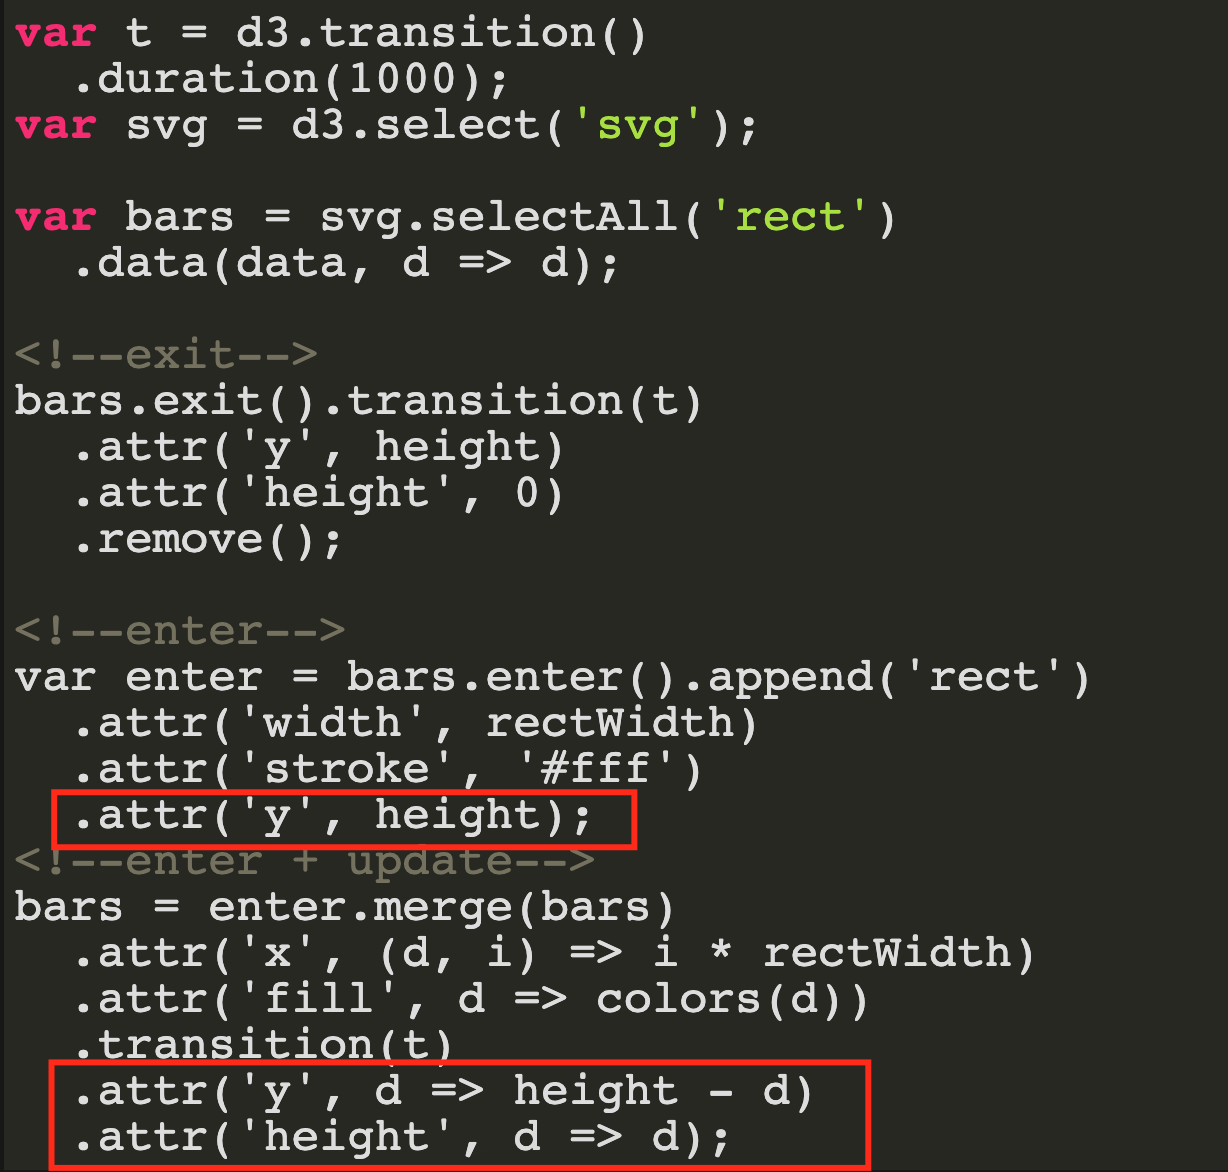 var t = d3.transition()
.duration(1000);
var svg = d3.select('svg');
var bars = svg.selectAll('rect')
.data(data, d => d);
<!--exit-->
bars.exit().transition(t)
.attr('y', height)
.attr('height', 0)
.remove();
<!--enter-->
var enter = bars.enter().append('rect')
.attr('width', rectWidth)
.attr('stroke', '#fff')
.attr('y', height);
<!--enter + update-->
bars = enter.merge(bars)
.attr('x', (d, i) => i * rectWidth)
.attr('fill', d => colors(d))
.transition(t)
.attr('y', d => height - d)
.attr('height', d => d);